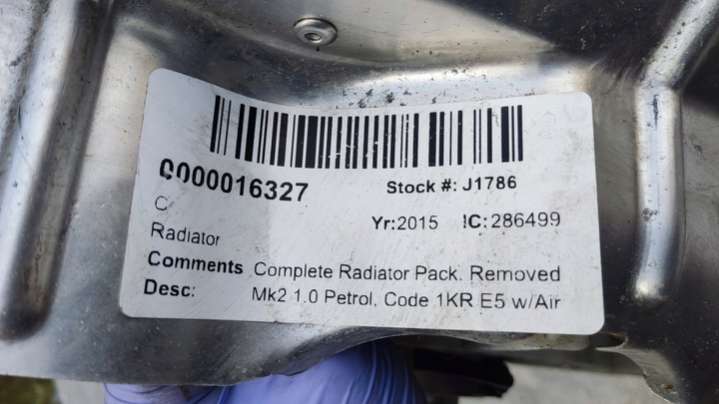 0000016327
Stock #: J1786
C
Yr:2015 IC:286499
Radiator
Comments Complete Radiator Pack. Removed
Desc: Mk2 1.0 Petrol. Code 1KR E5 w/Air